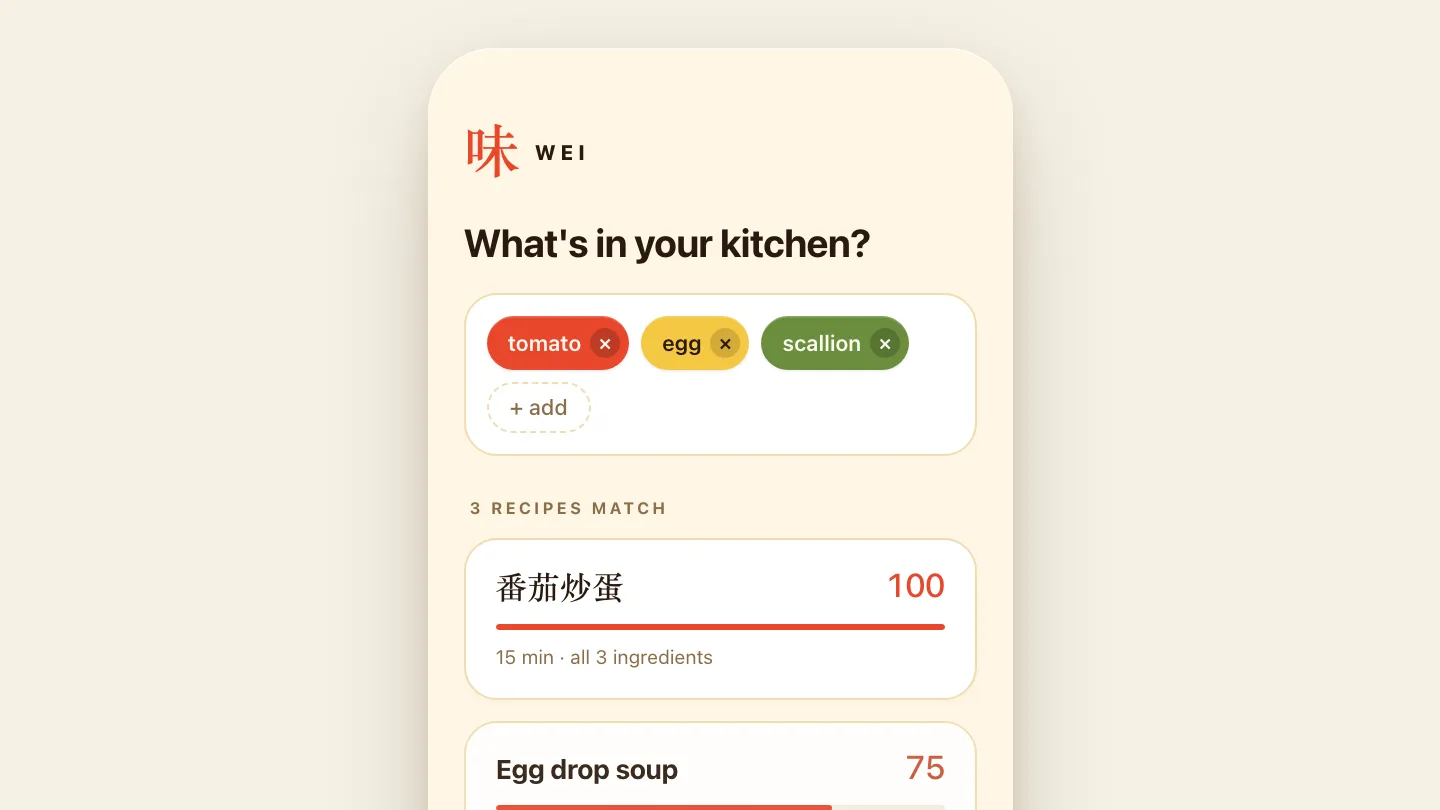 味 WEI
What's in your kitchen?
tomato × egg × scallion ×
+ add
3 RECIPES MATCH
番茄炒蛋 100
15 min · all 3 ingredients
Egg drop soup 75